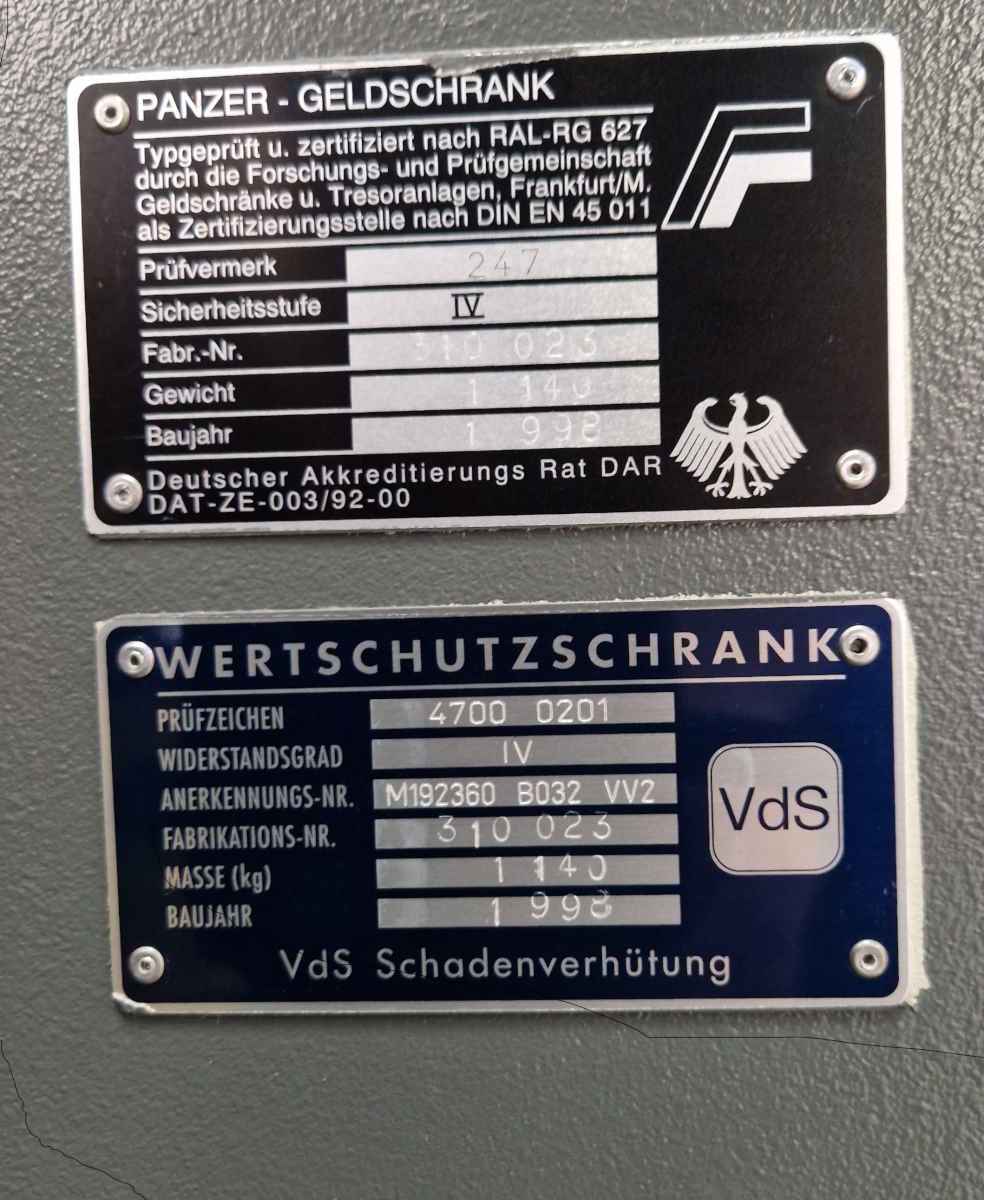 PANZER - GELDSCHRANK
Typgeprüft u. zertifiziert nach RAL-RG 627
durch die Forschungs- und Prüfgemeinschaft
Geldschränke u. Tresoranlagen, Frankfurt/M.
als Zertifizierungsstelle nach DIN EN 45 011
Prüfvermerk 247
Sicherheitsstufe IV
Fabr.-Nr. 310 023
Gewicht 1 140
Baujahr 1 998
Deutscher Akkreditierungs Rat DAR
DAT-ZE-003/92-00
WERTSCHUTZSCHRANK
PRÜFZEICHEN 4700 0201
WIDERSTANDSGRAD IV
ANERKENNUNGS-NR. M192360 B032 VV2
FABRIKATIONS-NR. 310 023
MASSE (kg) 1 140
BAUJAHR 1 998
VdS
VdS Schadenverhütung